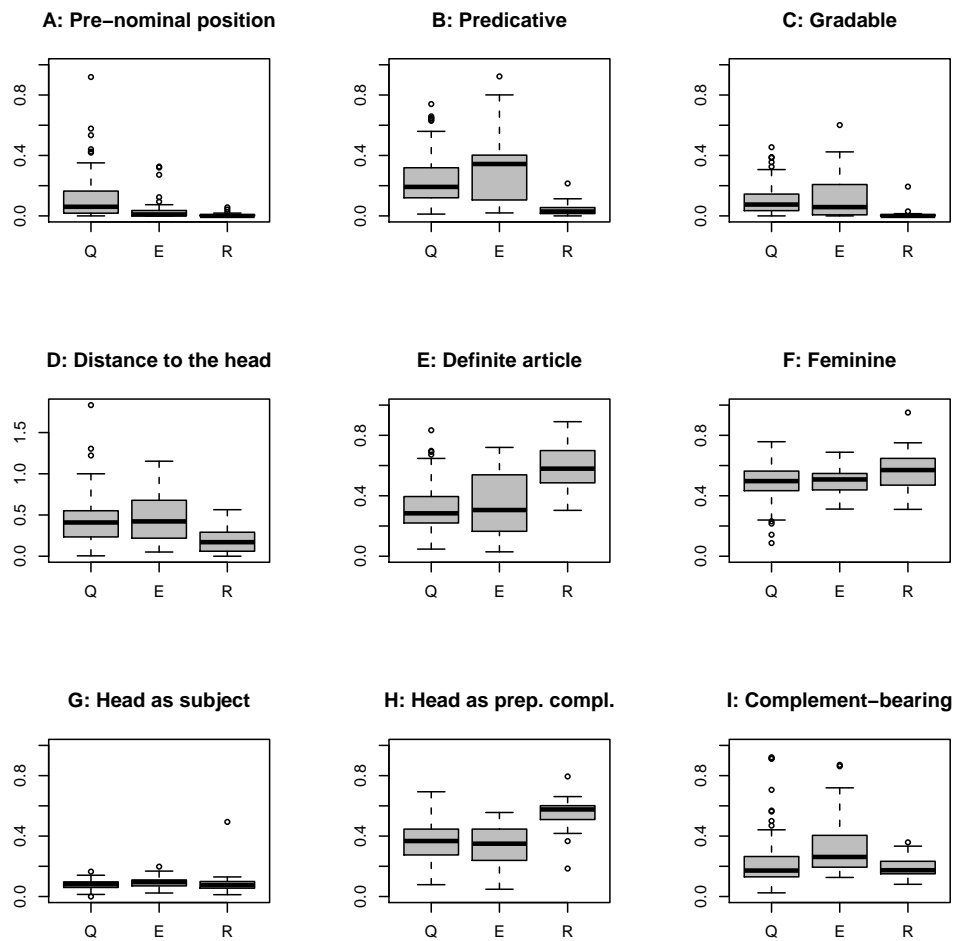 A: Pre−nominal position
0.0 0.4 0.8
Q E R
B: Predicative
0.0 0.4 0.8
Q E R
C: Gradable
0.0 0.4 0.8
Q E R
D: Distance to the head
0.0 0.5 1.0 1.5
Q E R
E: Definite article
0.0 0.4 0.8
Q E R
F: Feminine
0.0 0.4 0.8
Q E R
G: Head as subject
0.0 0.4 0.8
Q E R
H: Head as prep. compl.
0.0 0.4 0.8
Q E R
I: Complement−bearing
0.0 0.4 0.8
Q E R